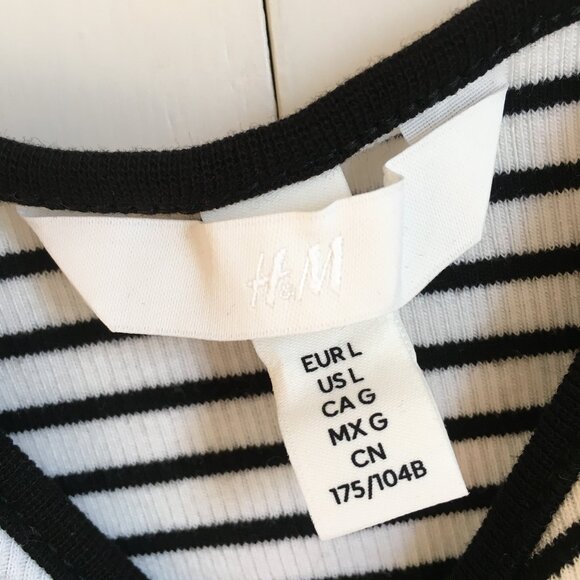 H&M
EUR L
US L
CA G
MX G
CN
175/104B